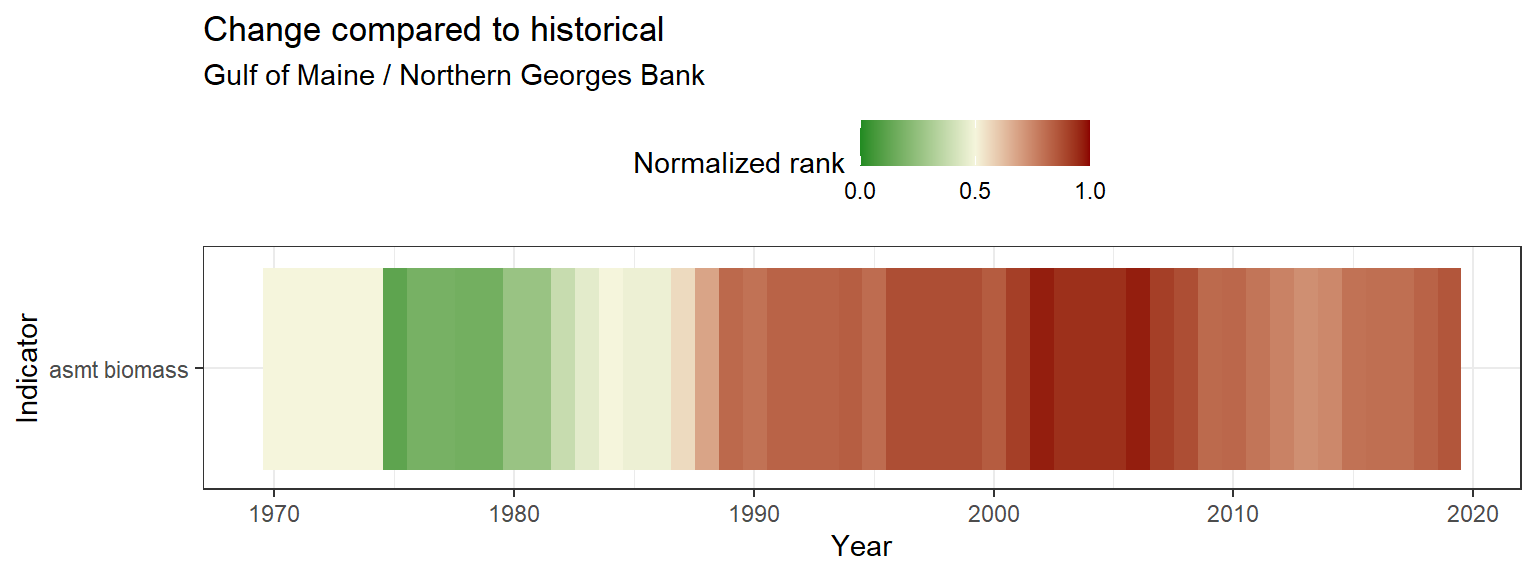 Change compared to historical
Gulf of Maine / Northern Georges Bank
Normalized rank
0.0 0.5 1.0
Indicator
asmt biomass
1970 1980 1990 2000 2010 2020
Year